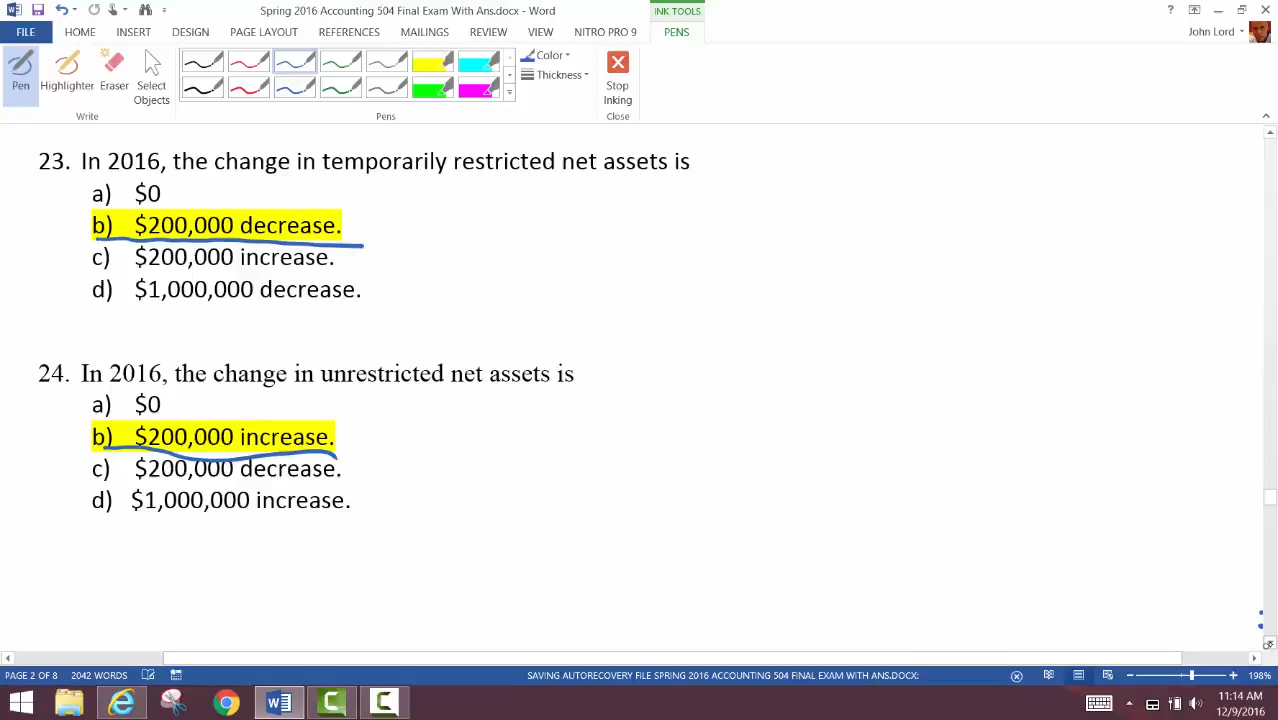 Spring 2016 Accounting 504 Final Exam With Ans.docx - Word
INK TOOLS
FILE HOME INSERT DESIGN PAGE LAYOUT REFERENCES MAILINGS REVIEW VIEW NITRO PRO 9 PENS
John Lord
Pen Highlighter Eraser Select Objects
Color
Thickness
Stop Inking
Write Pens Close
23. In 2016, the change in temporarily restricted net assets is
a) $0
b) $200,000 decrease.
c) $200,000 increase.
d) $1,000,000 decrease.
24. In 2016, the change in unrestricted net assets is
a) $0
b) $200,000 increase.
c) $200,000 decrease.
d) $1,000,000 increase.
PAGE 2 OF 8 2042 WORDS SAVING AUTORECOVERY FILE SPRING 2016 ACCOUNTING 504 FINAL EXAM WITH ANS.DOCX: 198%
11:14 AM
12/9/2016